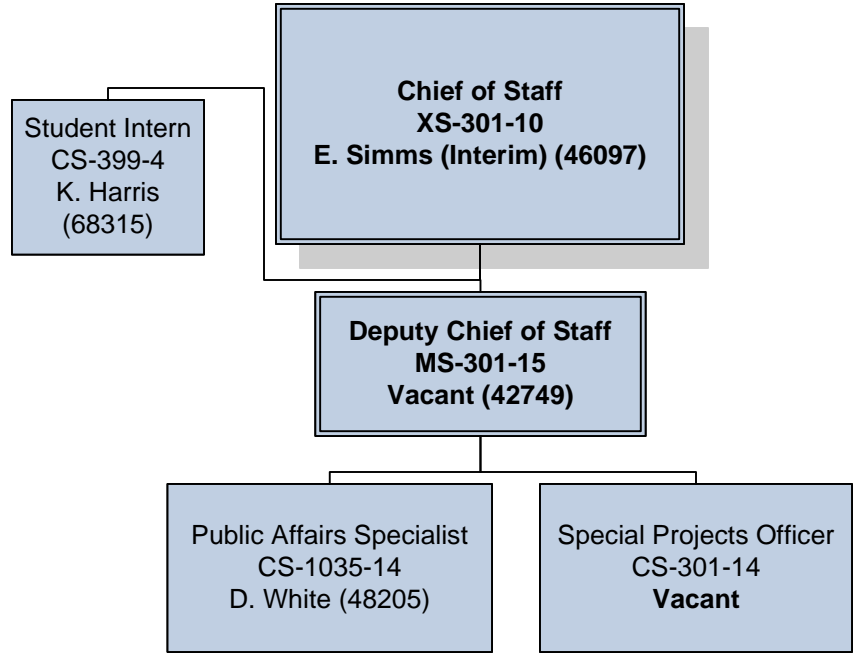 Chief of Staff
XS-301-10
E. Simms (Interim) (46097)
Student Intern
CS-399-4
K. Harris
(68315)
Deputy Chief of Staff
MS-301-15
Vacant (42749)
Public Affairs Specialist
CS-1035-14
D. White (48205)
Special Projects Officer
CS-301-14
Vacant